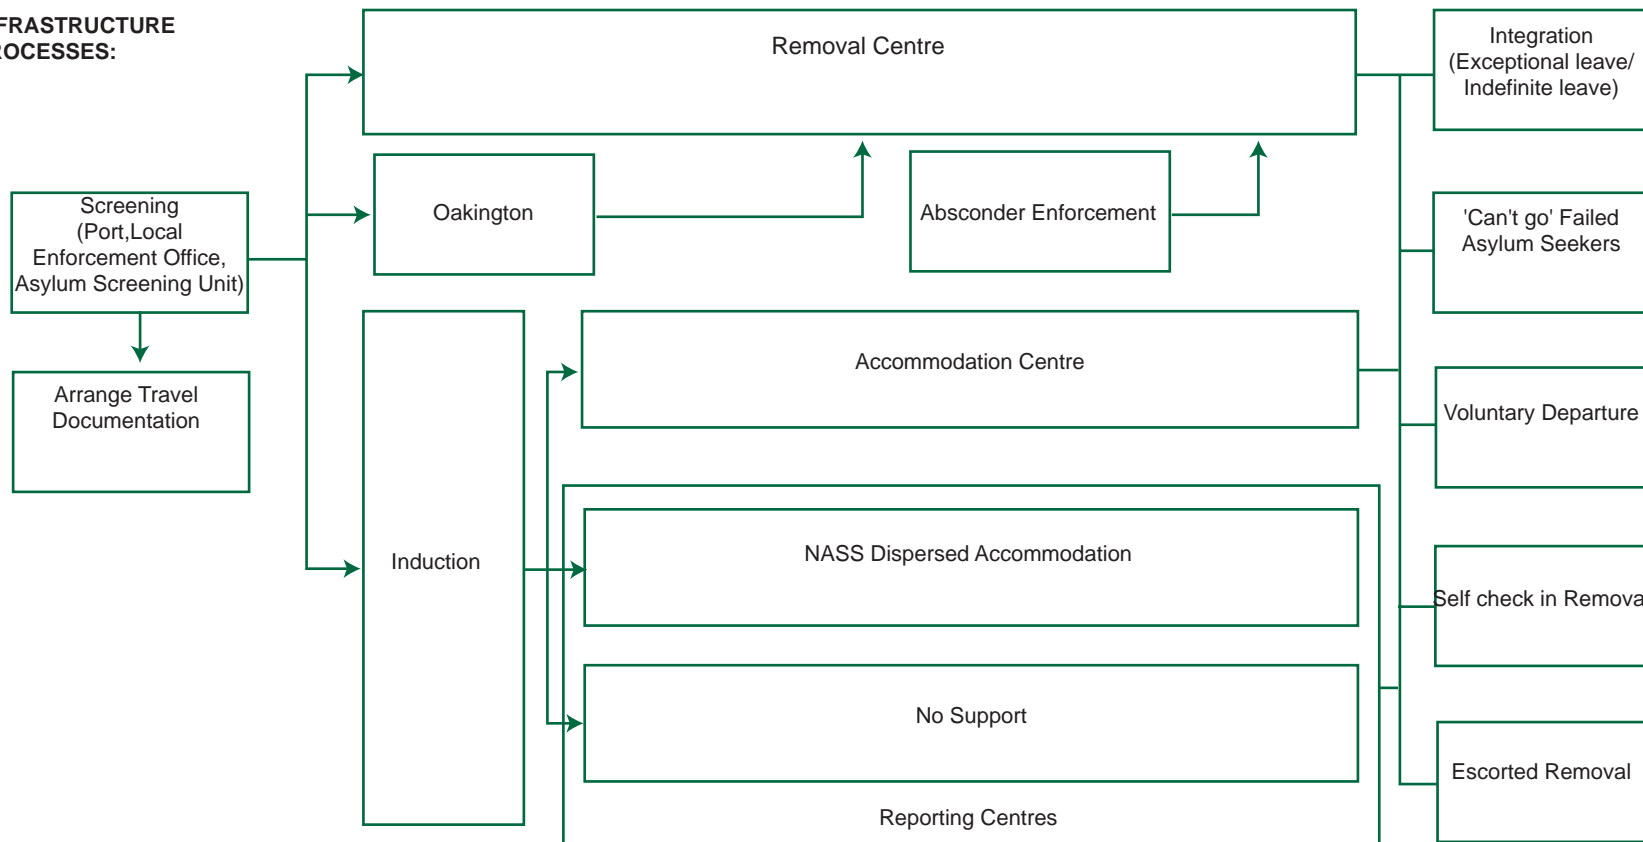 FRASTRUCTURE
ROCESSES:
Removal Centre
Integration
(Exceptional leave/
Indefinite leave)
Screening
(Port,Local
Enforcement Office,
Asylum Screening Unit)
Oakington
Absconder Enforcement
'Can't go' Failed
Asylum Seekers
Arrange Travel
Documentation
Accommodation Centre
Voluntary Departure
Induction
NASS Dispersed Accommodation
Self check in Remova
No Support
Escorted Removal
Reporting Centres